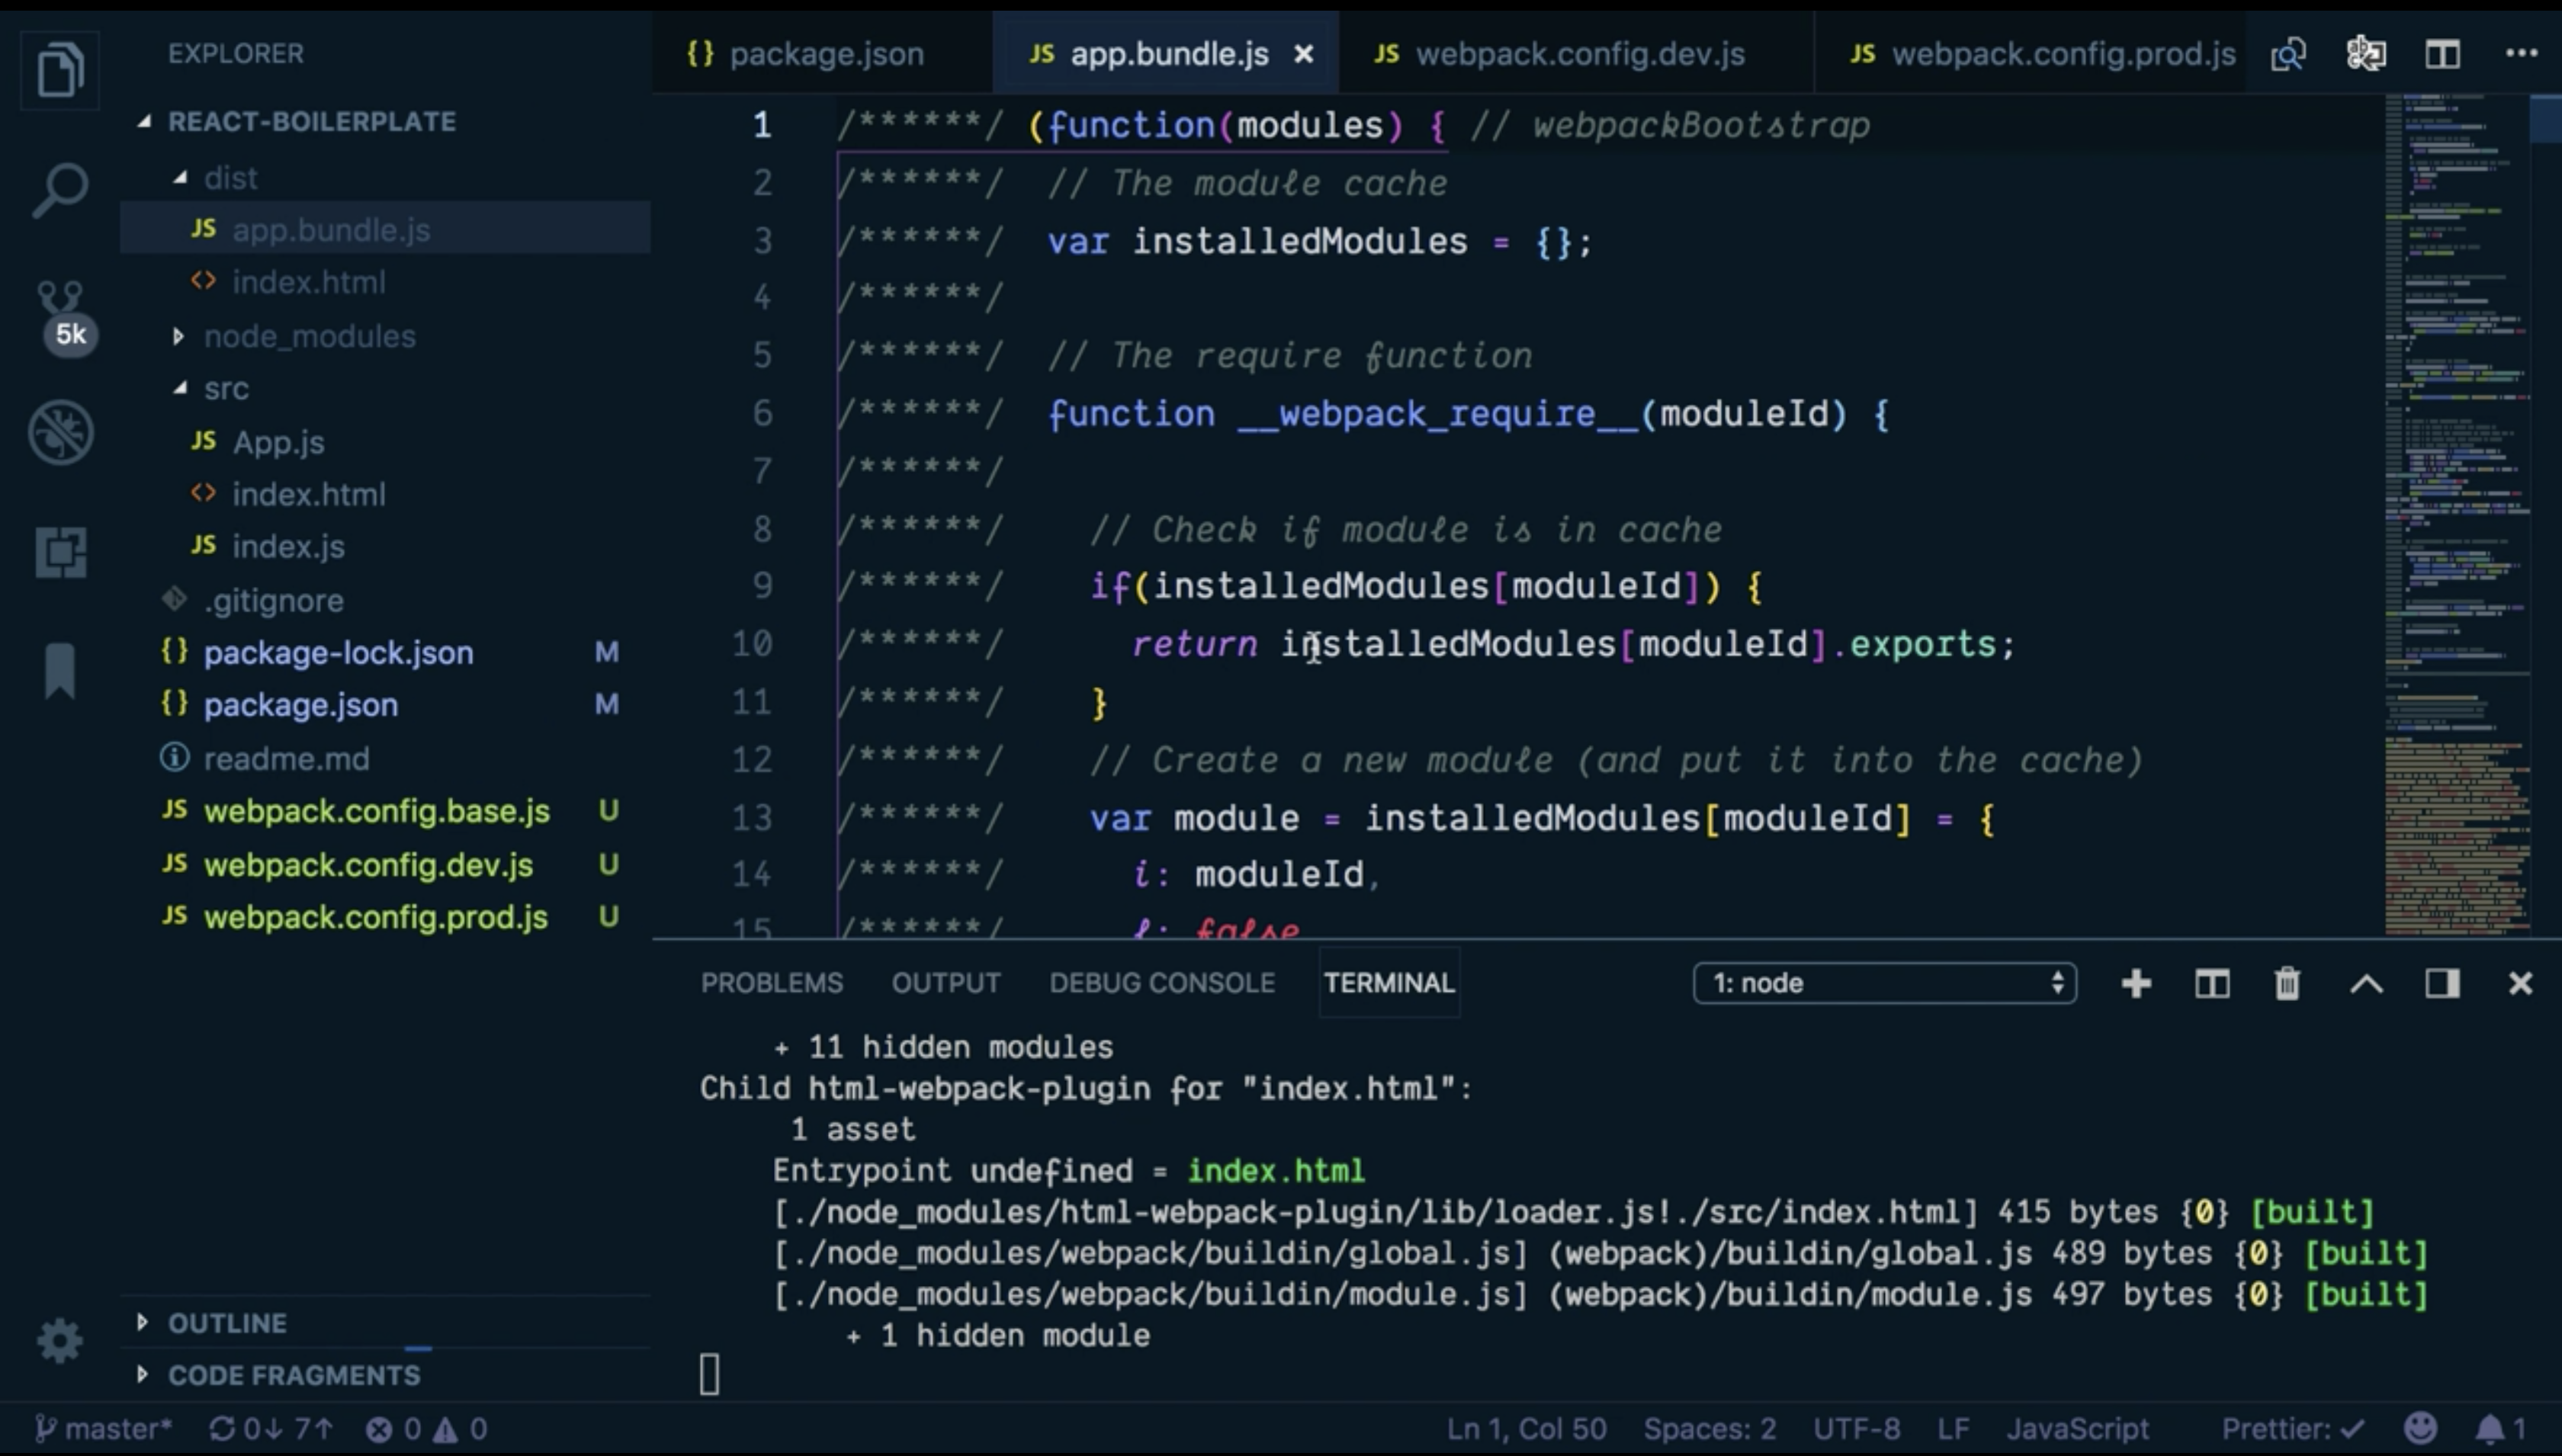 EXPLORER
REACT-BOILERPLATE
dist
JS app.bundle.js
<> index.html
node_modules
src
JS App.js
<> index.html
JS index.js
.gitignore
{} package-lock.json M
{} package.json M
readme.md
JS webpack.config.base.js U
JS webpack.config.dev.js U
JS webpack.config.prod.js U
OUTLINE
CODE FRAGMENTS
5k
{} package.json JS app.bundle.js × JS webpack.config.dev.js JS webpack.config.prod.js ...
1 /******/ (function(modules) { // webpackBootstrap
2 /******/ // The module cache
3 /******/ var installedModules = {};
4 /******/
5 /******/ // The require function
6 /******/ function __webpack_require__(moduleId) {
7 /******/
8 /******/ // Check if module is in cache
9 /******/ if(installedModules[moduleId]) {
10 /******/ return installedModules[moduleId].exports;
11 /******/ }
12 /******/ // Create a new module (and put it into the cache)
13 /******/ var module = installedModules[moduleId] = {
14 /******/ i: moduleId,
15 /******/ l: false
PROBLEMS OUTPUT DEBUG CONSOLE TERMINAL 1: node
+ 11 hidden modules
Child html-webpack-plugin for "index.html":
1 asset
Entrypoint undefined = index.html
[./node_modules/html-webpack-plugin/lib/loader.js!./src/index.html] 415 bytes {0} [built]
[./node_modules/webpack/buildin/global.js] (webpack)/buildin/global.js 489 bytes {0} [built]
[./node_modules/webpack/buildin/module.js] (webpack)/buildin/module.js 497 bytes {0} [built]
+ 1 hidden module
master* 0↓ 7↑ 0 0 Ln 1, Col 50 Spaces: 2 UTF-8 LF JavaScript Prettier: ✓ 1